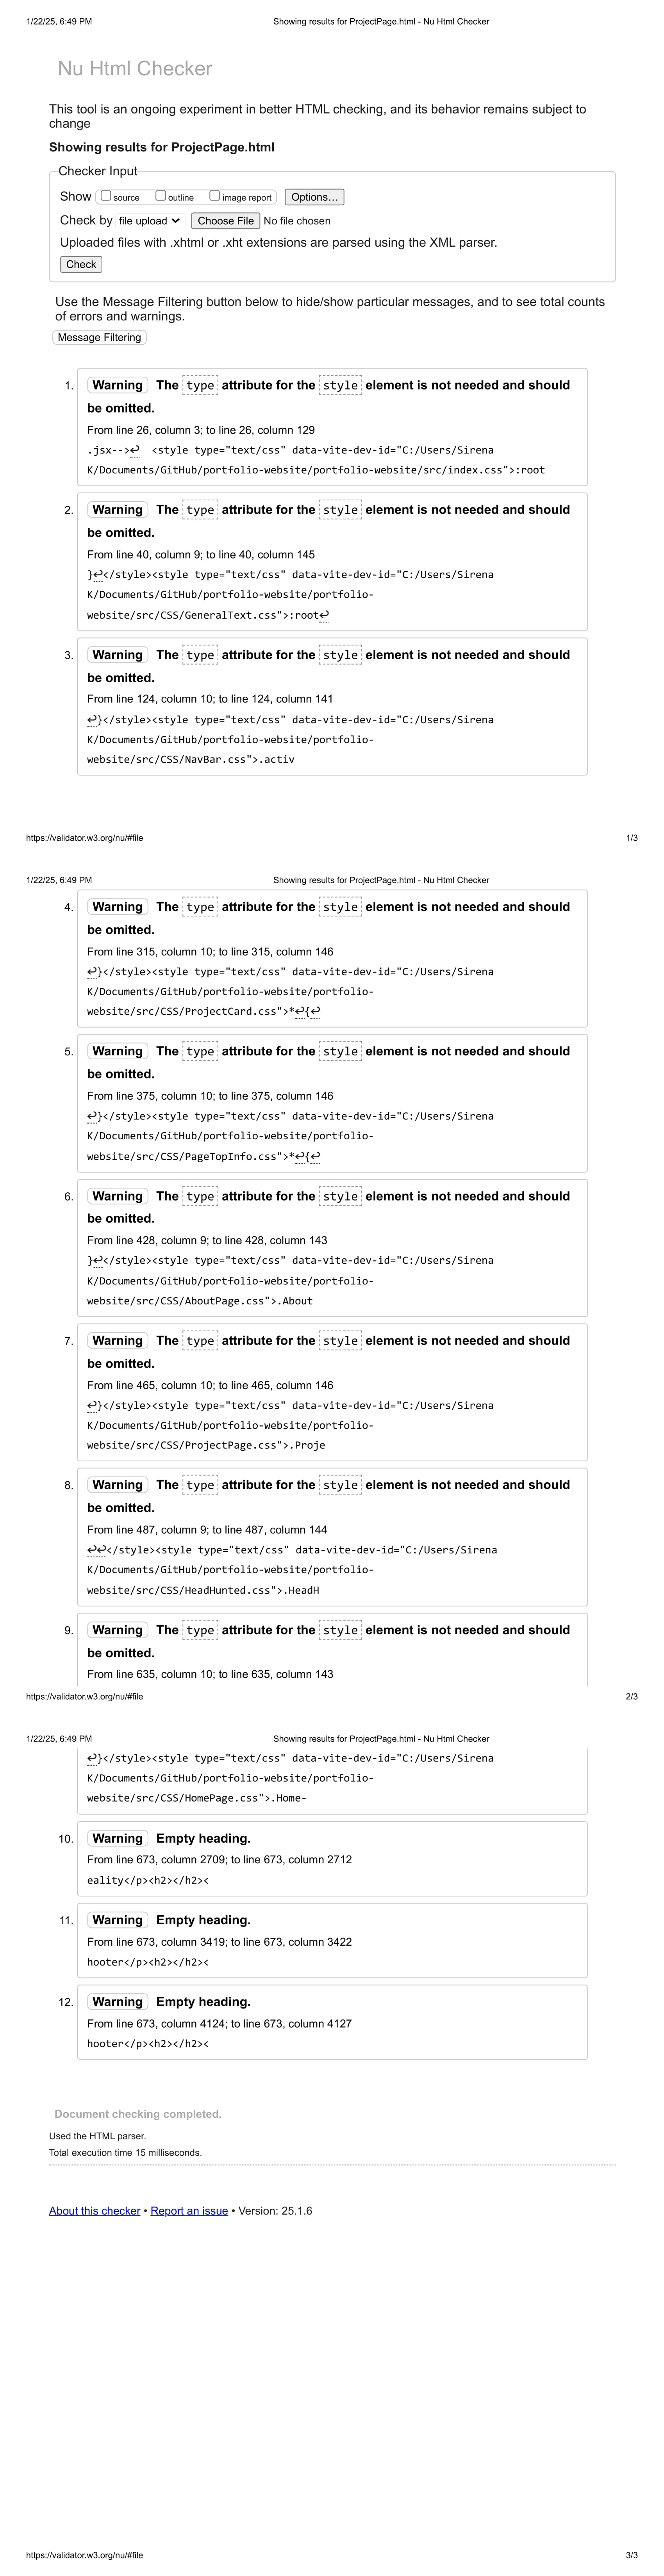 1/22/25, 6:49 PM Showing results for ProjectPage.html - Nu Html Checker
Nu Html Checker
This tool is an ongoing experiment in better HTML checking, and its behavior remains subject to
change
Showing results for ProjectPage.html
Checker Input
Show source outline image report Options…
Check by file upload Choose File No file chosen
Uploaded files with .xhtml or .xht extensions are parsed using the XML parser.
Check
Use the Message Filtering button below to hide/show particular messages, and to see total counts
of errors and warnings.
Message Filtering
1. Warning The type attribute for the style element is not needed and should
be omitted.
From line 26, column 3; to line 26, column 129
.jsx-->↩  <style type="text/css" data-vite-dev-id="C:/Users/Sirena
K/Documents/GitHub/portfolio-website/portfolio-website/src/index.css">:root
2. Warning The type attribute for the style element is not needed and should
be omitted.
From line 40, column 9; to line 40, column 145
}↩</style><style type="text/css" data-vite-dev-id="C:/Users/Sirena
K/Documents/GitHub/portfolio-website/portfolio-
website/src/CSS/GeneralText.css">:root↩
3. Warning The type attribute for the style element is not needed and should
be omitted.
From line 124, column 10; to line 124, column 141
↩}</style><style type="text/css" data-vite-dev-id="C:/Users/Sirena
K/Documents/GitHub/portfolio-website/portfolio-
website/src/CSS/NavBar.css">.activ
https://validator.w3.org/nu/#file 1/3
1/22/25, 6:49 PM Showing results for ProjectPage.html - Nu Html Checker
4. Warning The type attribute for the style element is not needed and should
be omitted.
From line 315, column 10; to line 315, column 146
↩}</style><style type="text/css" data-vite-dev-id="C:/Users/Sirena
K/Documents/GitHub/portfolio-website/portfolio-
website/src/CSS/ProjectCard.css">*↩{↩
5. Warning The type attribute for the style element is not needed and should
be omitted.
From line 375, column 10; to line 375, column 146
↩}</style><style type="text/css" data-vite-dev-id="C:/Users/Sirena
K/Documents/GitHub/portfolio-website/portfolio-
website/src/CSS/PageTopInfo.css">*↩{↩
6. Warning The type attribute for the style element is not needed and should
be omitted.
From line 428, column 9; to line 428, column 143
}↩</style><style type="text/css" data-vite-dev-id="C:/Users/Sirena
K/Documents/GitHub/portfolio-website/portfolio-
website/src/CSS/AboutPage.css">.About
7. Warning The type attribute for the style element is not needed and should
be omitted.
From line 465, column 10; to line 465, column 146
↩}</style><style type="text/css" data-vite-dev-id="C:/Users/Sirena
K/Documents/GitHub/portfolio-website/portfolio-
website/src/CSS/ProjectPage.css">.Proje
8. Warning The type attribute for the style element is not needed and should
be omitted.
From line 487, column 9; to line 487, column 144
↩↩</style><style type="text/css" data-vite-dev-id="C:/Users/Sirena
K/Documents/GitHub/portfolio-website/portfolio-
website/src/CSS/HeadHunted.css">.HeadH
9. Warning The type attribute for the style element is not needed and should
be omitted.
From line 635, column 10; to line 635, column 143
https://validator.w3.org/nu/#file 2/3
1/22/25, 6:49 PM Showing results for ProjectPage.html - Nu Html Checker
↩}</style><style type="text/css" data-vite-dev-id="C:/Users/Sirena
K/Documents/GitHub/portfolio-website/portfolio-
website/src/CSS/HomePage.css">.Home-
10. Warning Empty heading.
From line 673, column 2709; to line 673, column 2712
eality</p><h2></h2><
11. Warning Empty heading.
From line 673, column 3419; to line 673, column 3422
hooter</p><h2></h2><
12. Warning Empty heading.
From line 673, column 4124; to line 673, column 4127
hooter</p><h2></h2><
Document checking completed.
Used the HTML parser.
Total execution time 15 milliseconds.
About this checker • Report an issue • Version: 25.1.6
https://validator.w3.org/nu/#file 3/3